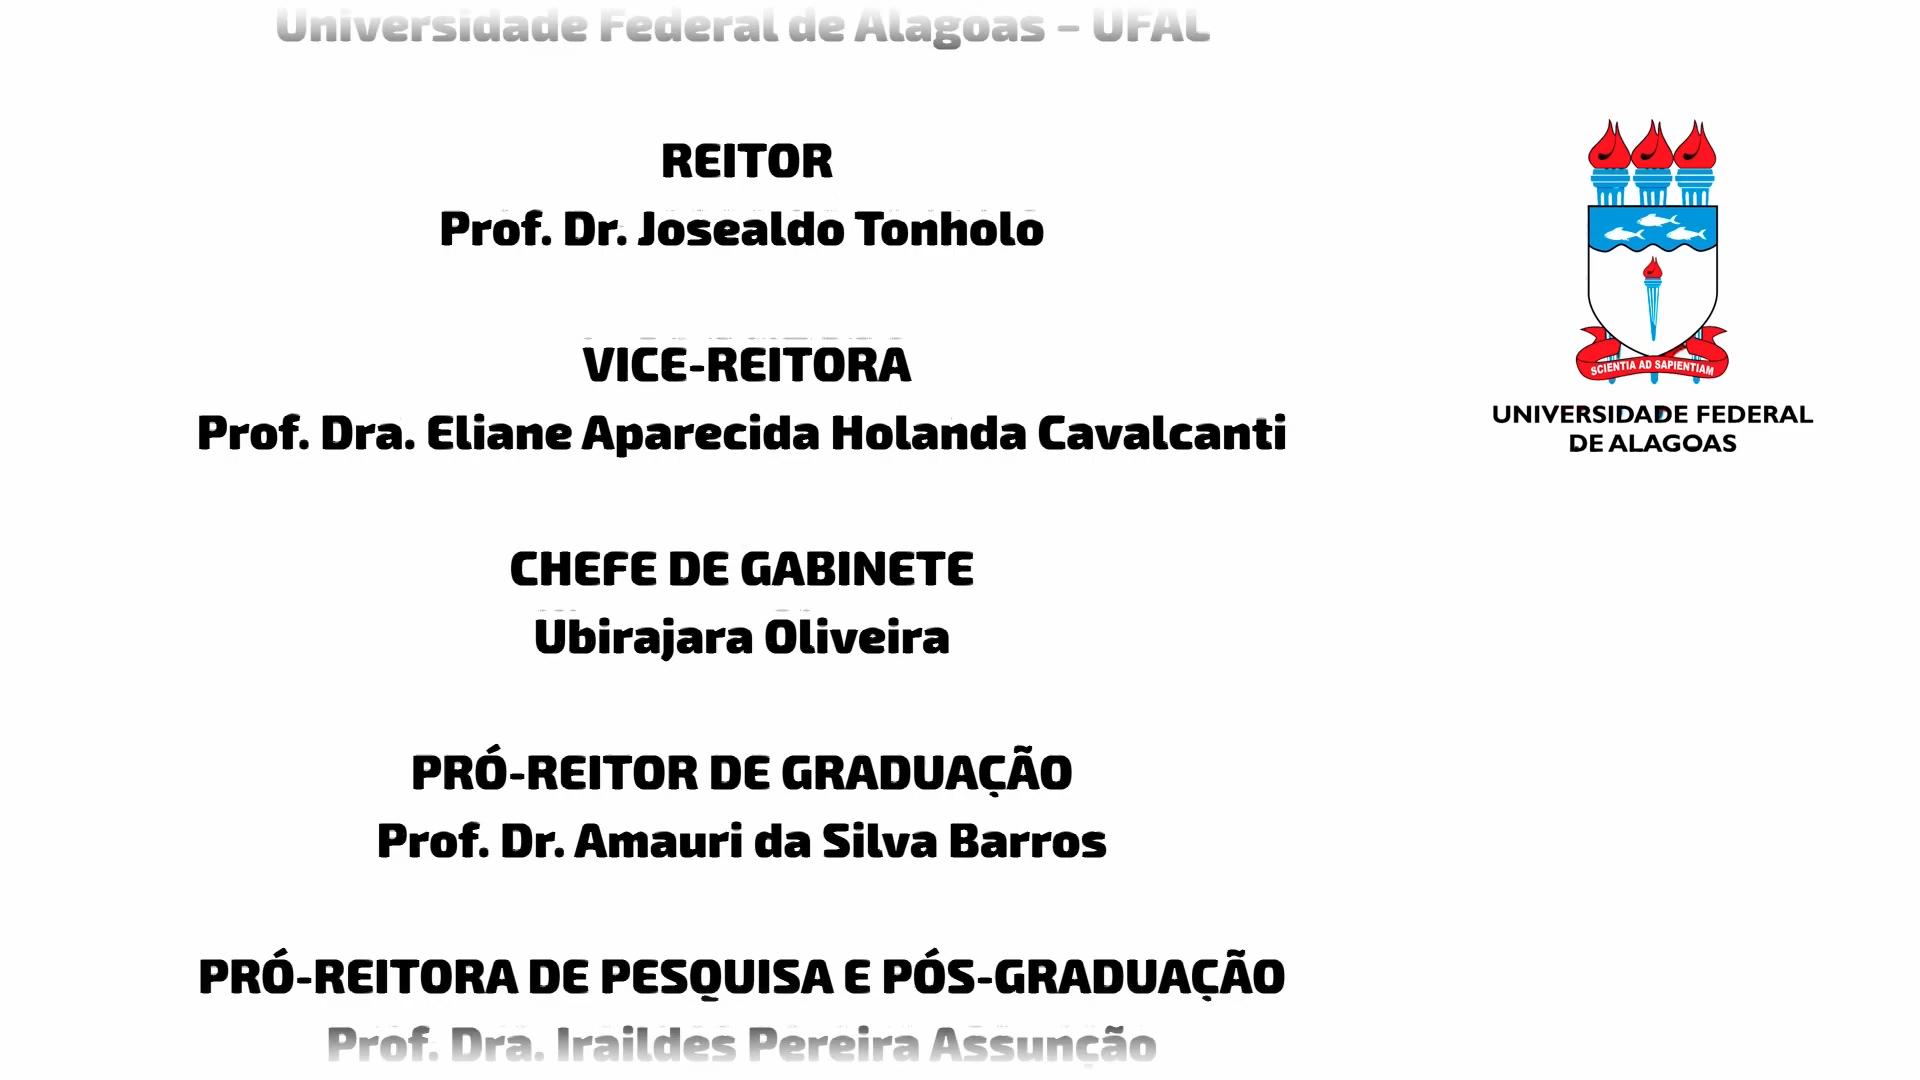 Universidade Federal de Alagoas – UFAL
REITOR
Prof. Dr. Josealdo Tonholo
VICE-REITORA
Prof. Dra. Eliane Aparecida Holanda Cavalcanti
CHEFE DE GABINETE
Ubirajara Oliveira
PRÓ-REITOR DE GRADUAÇÃO
Prof. Dr. Amauri da Silva Barros
PRÓ-REITORA DE PESQUISA E PÓS-GRADUAÇÃO
Prof. Dra. Iraildes Pereira Assunção
SCIENTIA AD SAPIENTIAM
UNIVERSIDADE FEDERAL
DE ALAGOAS